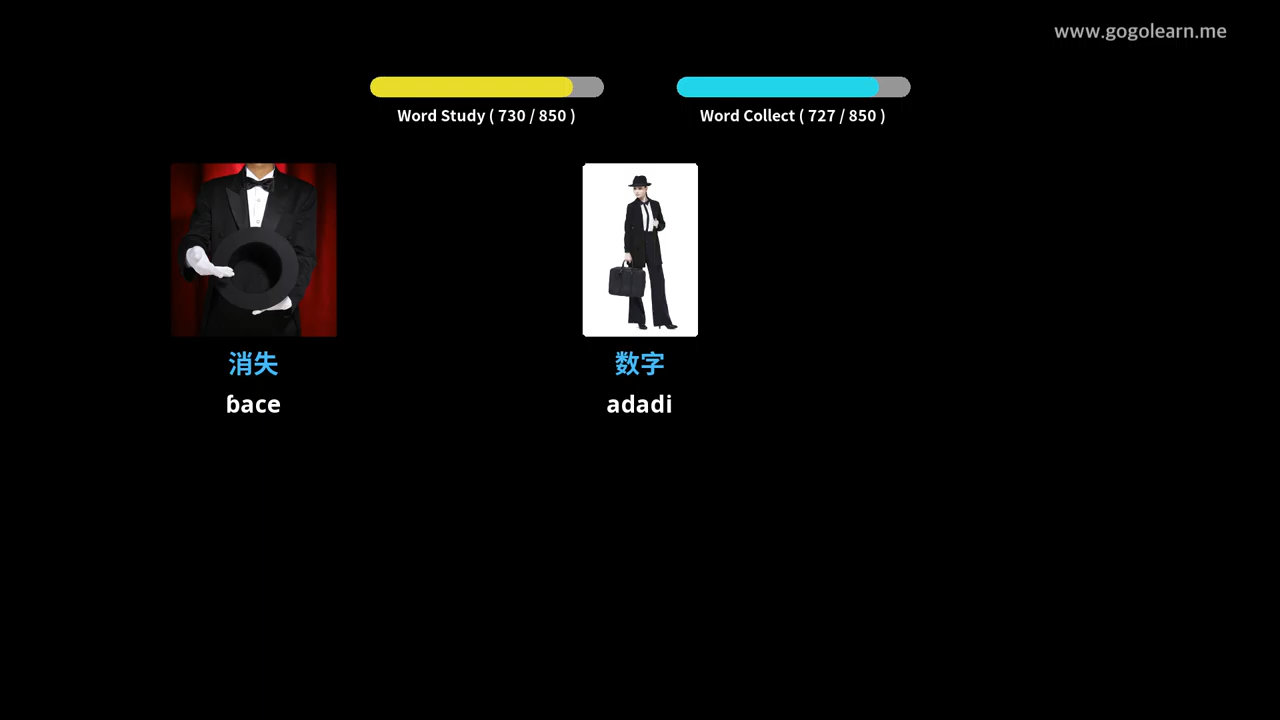 www.gogolearn.me
Word Study ( 730 / 850 )
Word Collect ( 727 / 850 )
消失
ɓace
数字
adadi